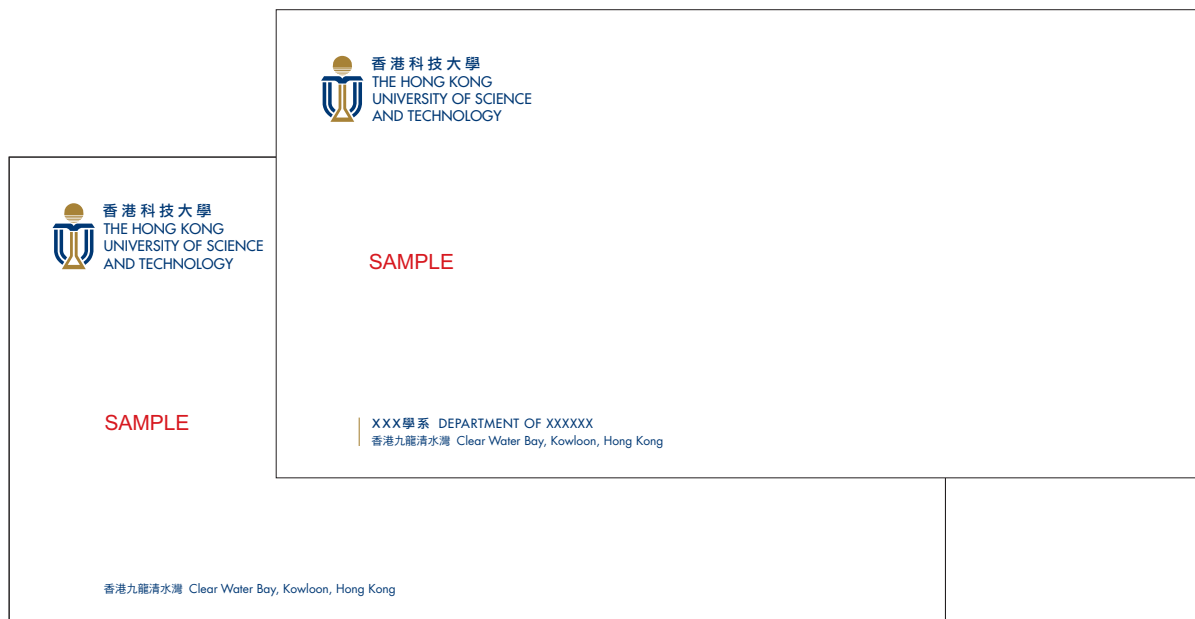 香港科技大學
THE HONG KONG
UNIVERSITY OF SCIENCE
AND TECHNOLOGY
SAMPLE
XXX學系 DEPARTMENT OF XXXXXX
香港九龍清水灣 Clear Water Bay, Kowloon, Hong Kong
香港科技大學
THE HONG KONG
UNIVERSITY OF SCIENCE
AND TECHNOLOGY
SAMPLE
香港九龍清水灣 Clear Water Bay, Kowloon, Hong Kong